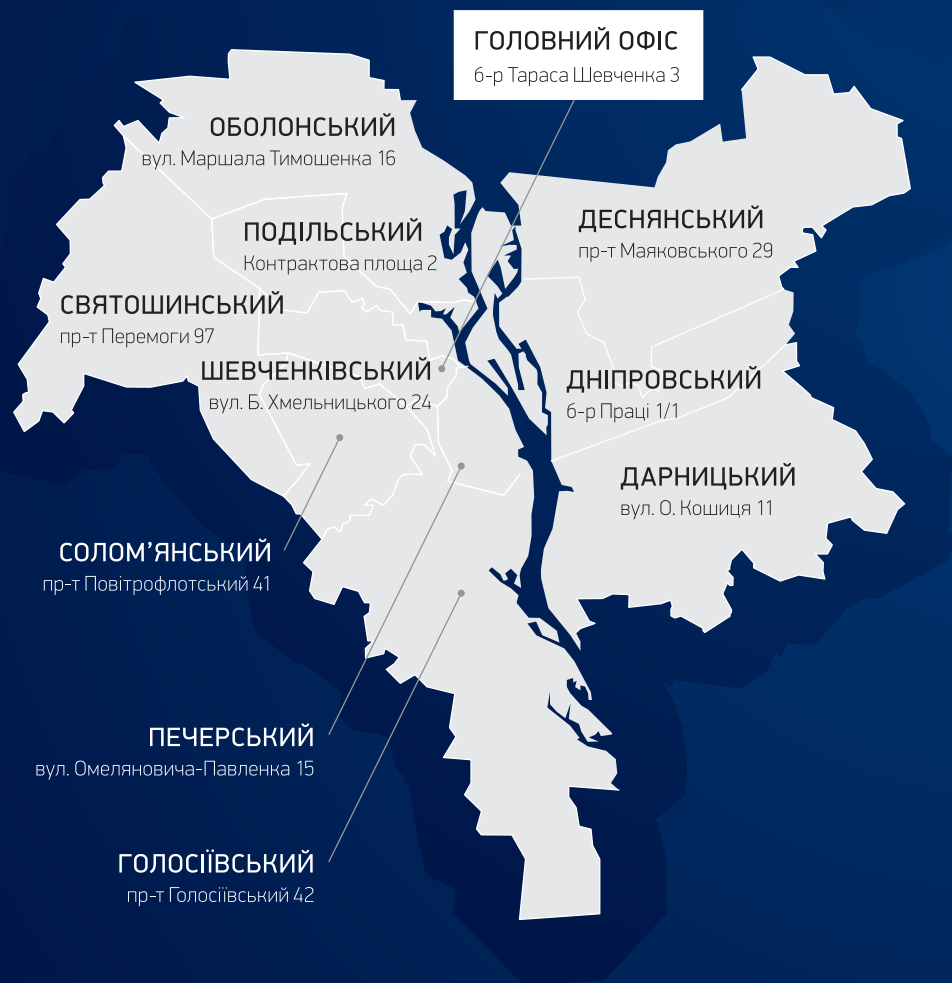 ГОЛОВНИЙ ОФІС
б-р Тараса Шевченка 3
ОБОЛОНСЬКИЙ
вул. Маршала Тимошенка 16
ПОДІЛЬСЬКИЙ
Контрактова площа 2
ДЕСНЯНСЬКИЙ
пр-т Маяковського 29
СВЯТОШИНСЬКИЙ
пр-т Перемоги 97
ШЕВЧЕНКІВСЬКИЙ
вул. Б. Хмельницького 24
ДНІПРОВСЬКИЙ
б-р Праці 1/1
ДАРНИЦЬКИЙ
вул. О. Кошиця 11
СОЛОМ’ЯНСЬКИЙ
пр-т Повітрофлотський 41
ПЕЧЕРСЬКИЙ
вул. Омеляновича-Павленка 15
ГОЛОСІЇВСЬКИЙ
пр-т Голосіївський 42